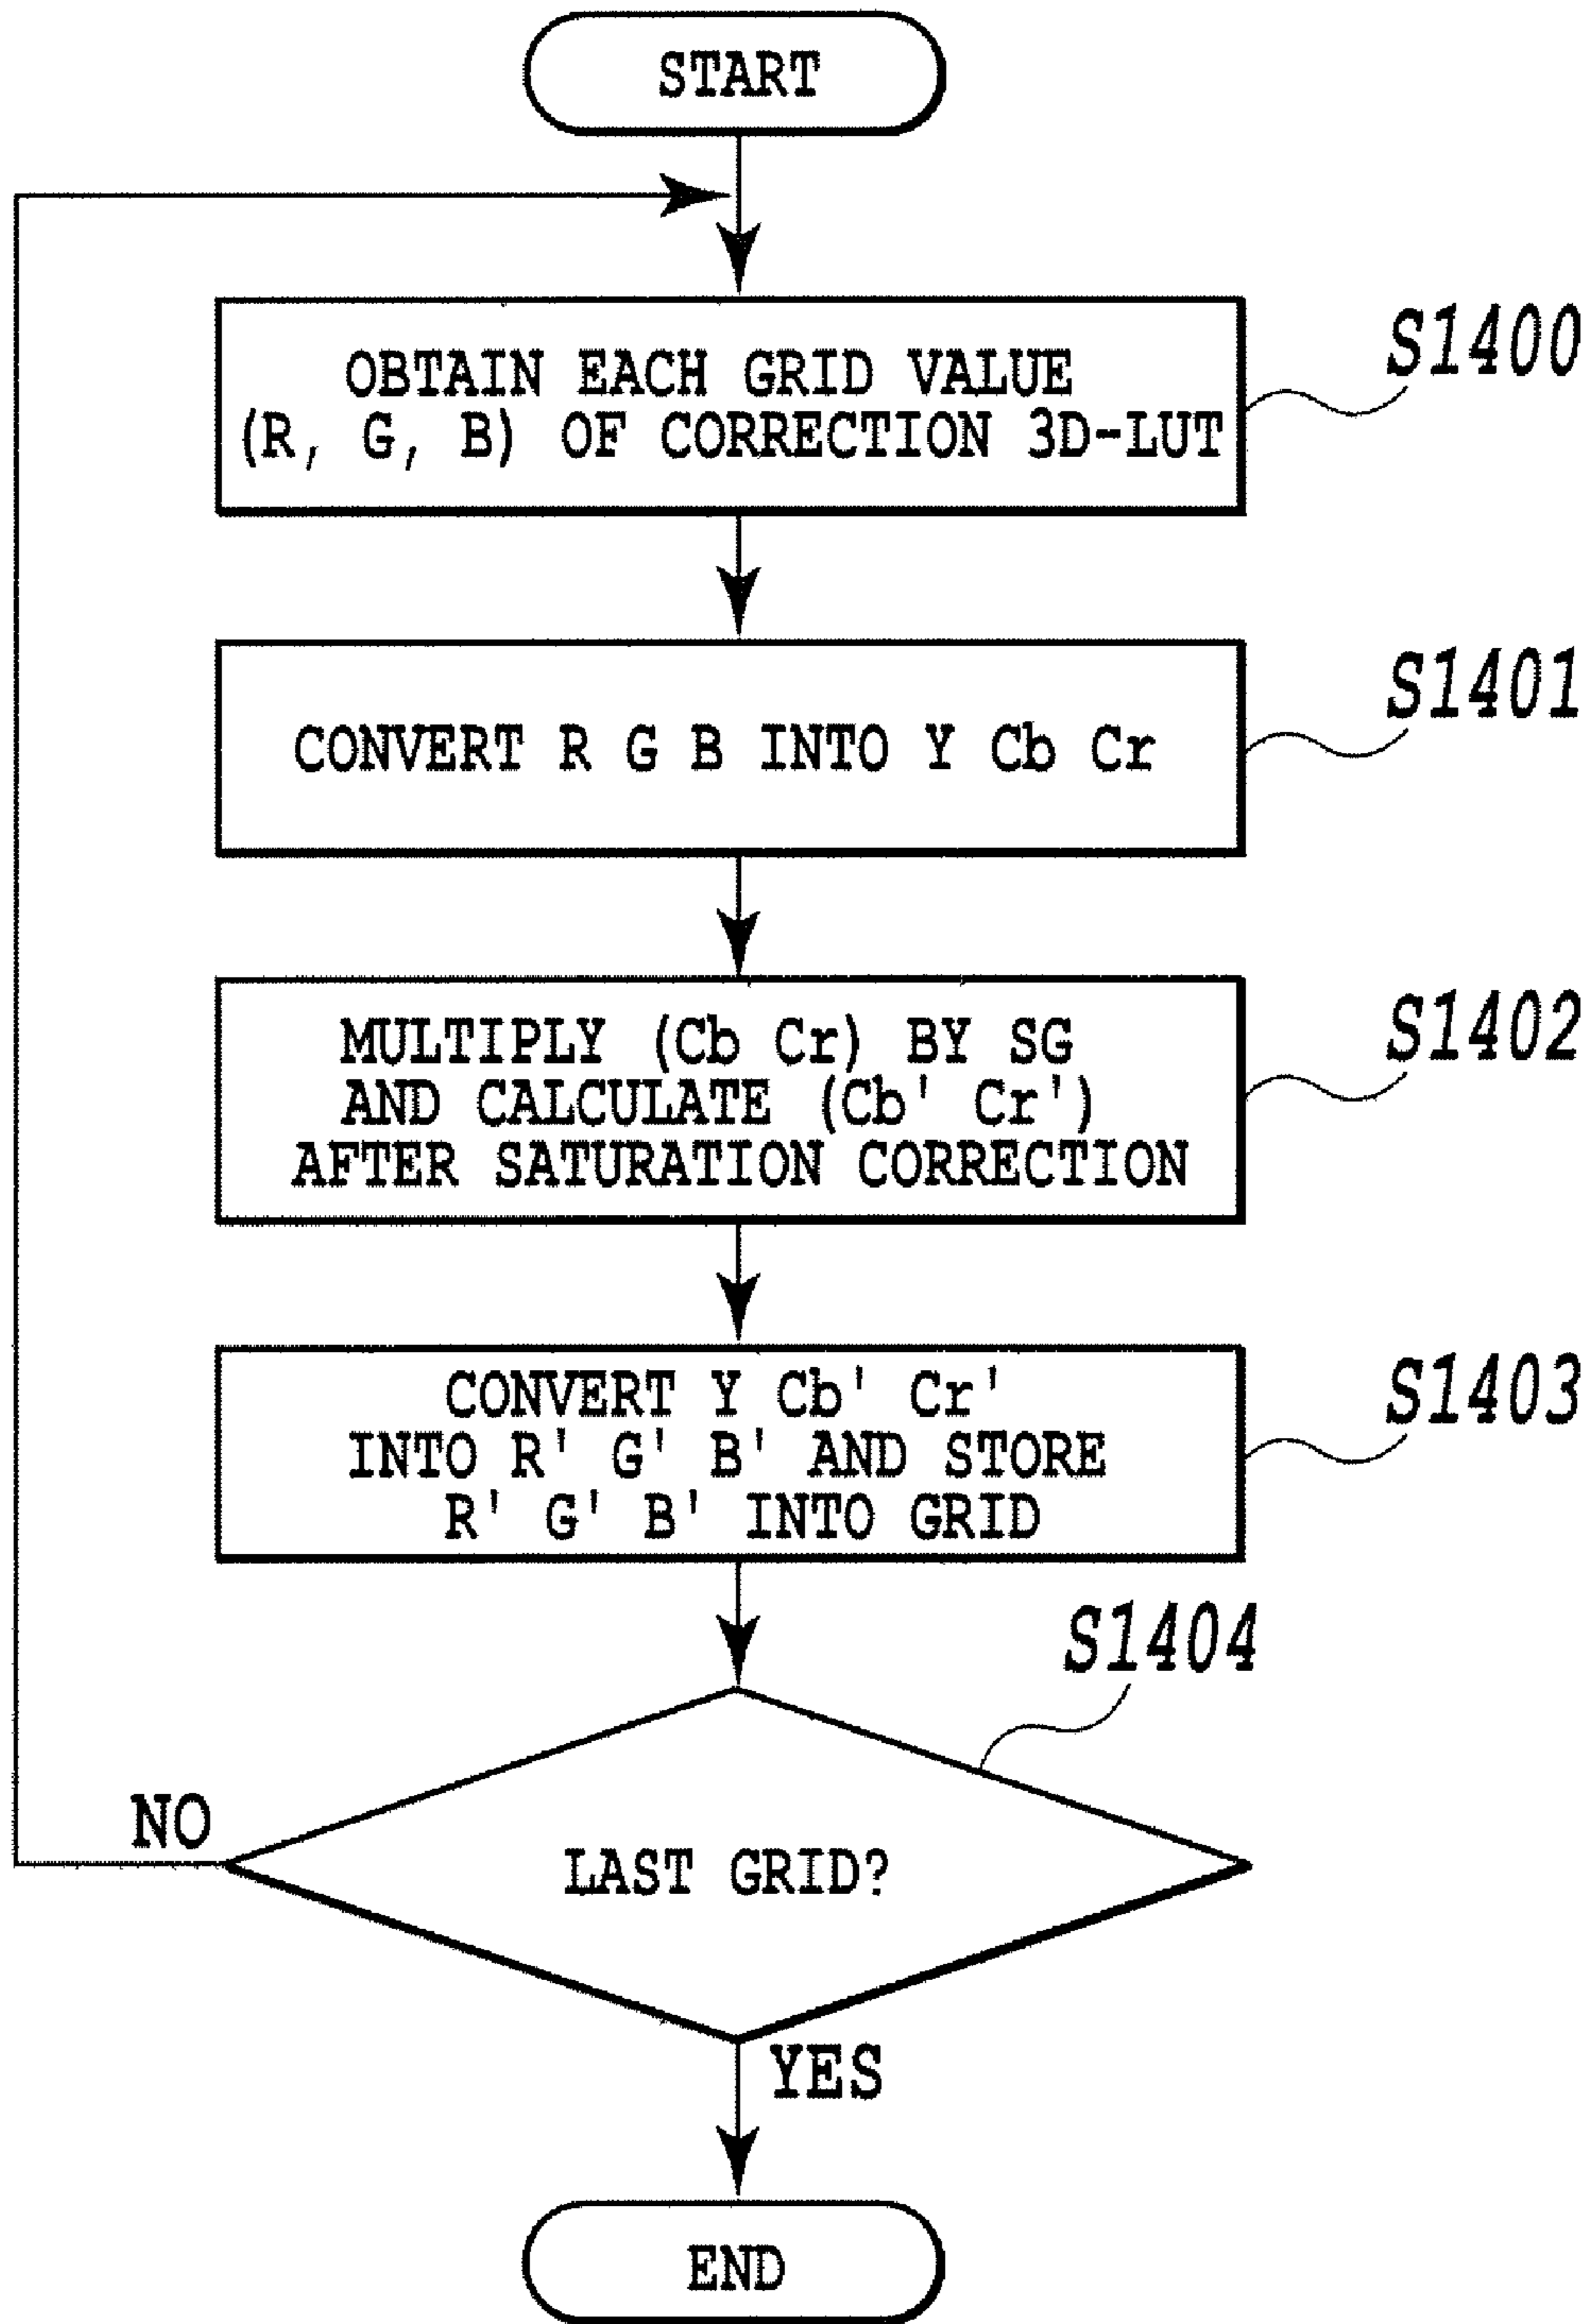 START
OBTAIN EACH GRID VALUE
(R, G, B) OF CORRECTION 3D-LUT
S1400
CONVERT R G B INTO Y Cb Cr
S1401
MULTIPLY (Cb Cr) BY SG
AND CALCULATE (Cb' Cr')
AFTER SATURATION CORRECTION
S1402
CONVERT Y Cb' Cr'
INTO R' G' B' AND STORE
R' G' B' INTO GRID
S1403
S1404
NO
LAST GRID?
YES
END